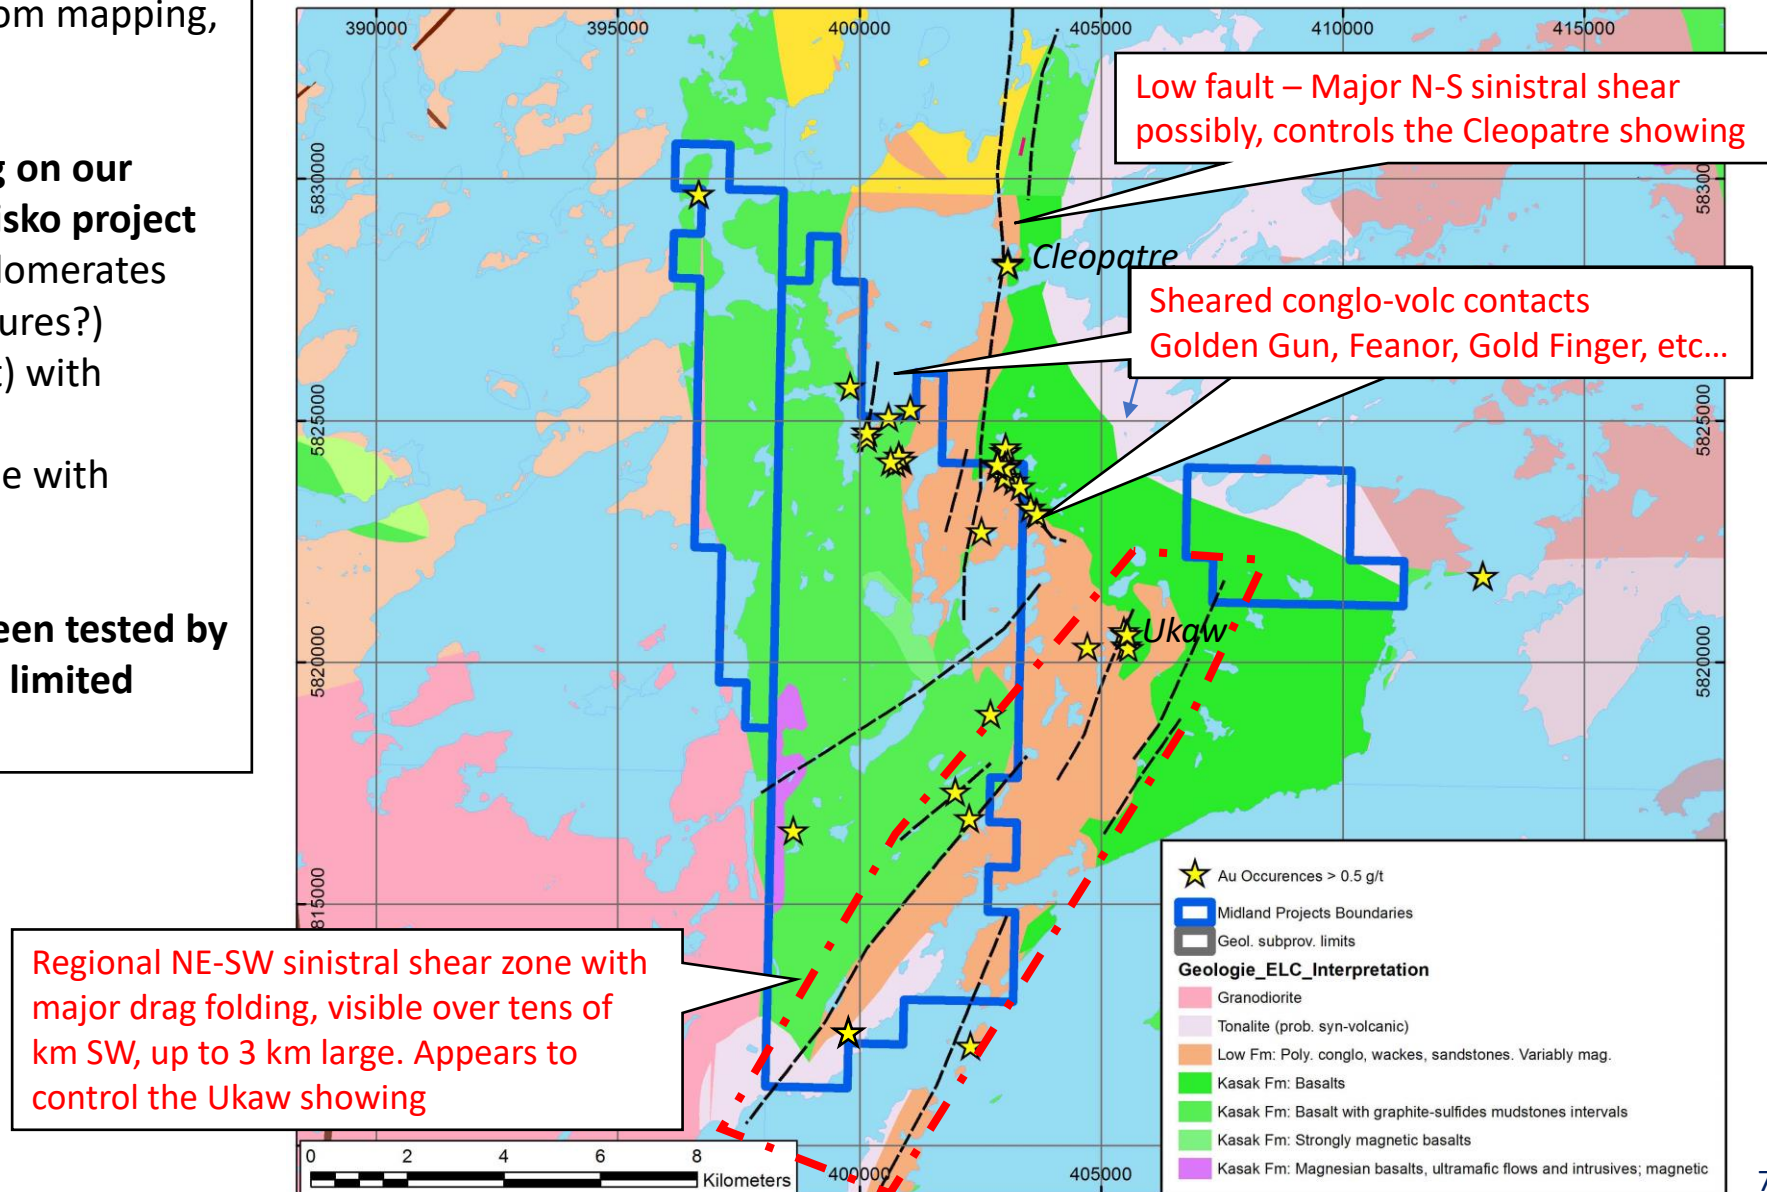 om mapping,
g on our
isko project
lomerates
ures?)
t) with
e with
een tested by
limited
390000
395000
400000
405000
410000
415000
Low fault – Major N-S sinistral shear
possibly, controls the Cleopatre showing
5830000
58300
Cleopatre
Sheared conglo-volc contacts
Golden Gun, Feanor, Gold Finger, etc...
5825000
5825000
Ukaw
5820000
5820000
815000
Regional NE-SW sinistral shear zone with
major drag folding, visible over tens of
km SW, up to 3 km large. Appears to
control the Ukaw showing
Au Occurences > 0.5 g/t
Midland Projects Boundaries
Geol. subprov. limits
Geologie_ELC_Interpretation
Granodiorite
Tonalite (prob. syn-volcanic)
Low Fm: Poly. conglo, wackes, sandstones. Variably mag.
Kasak Fm: Basalts
Kasak Fm: Basalt with graphite-sulfides mudstones intervals
Kasak Fm: Strongly magnetic basalts
Kasak Fm: Magnesian basalts, ultramafic flows and intrusives; magnetic
0 2 4 6 8
Kilometers
400000
405000
7